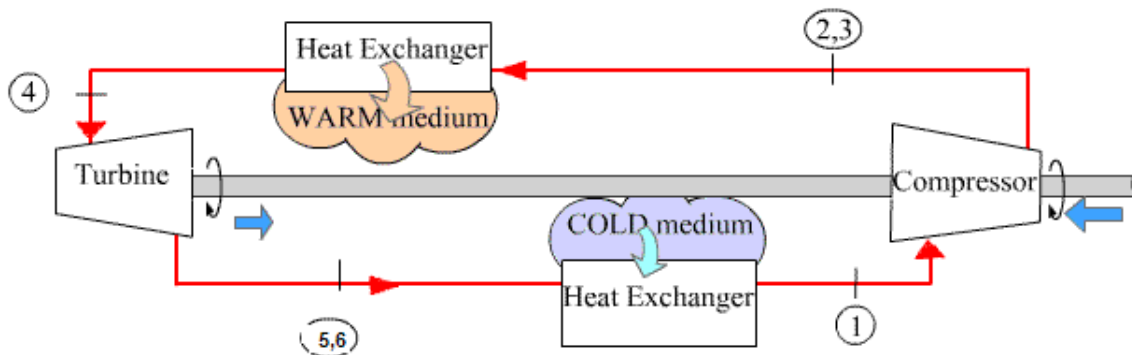 2,3
Heat Exchanger
4
WARM medium
Turbine
Compressor
COLD medium
Heat Exchanger
1
5,6